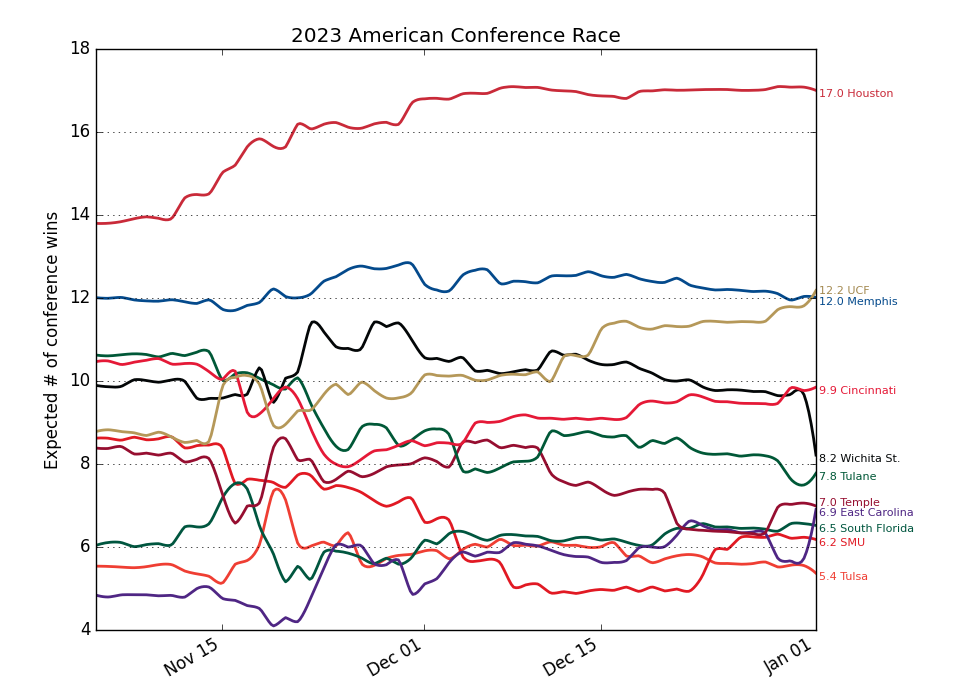 2023 American Conference Race
Expected # of conference wins
18
16
14
12
10
8
6
4
17.0 Houston
12.2 UCF
12.0 Memphis
9.9 Cincinnati
8.2 Wichita St.
7.8 Tulane
7.0 Temple
6.9 East Carolina
6.5 South Florida
6.2 SMU
5.4 Tulsa
Nov 15
Dec 01
Dec 15
Jan 01